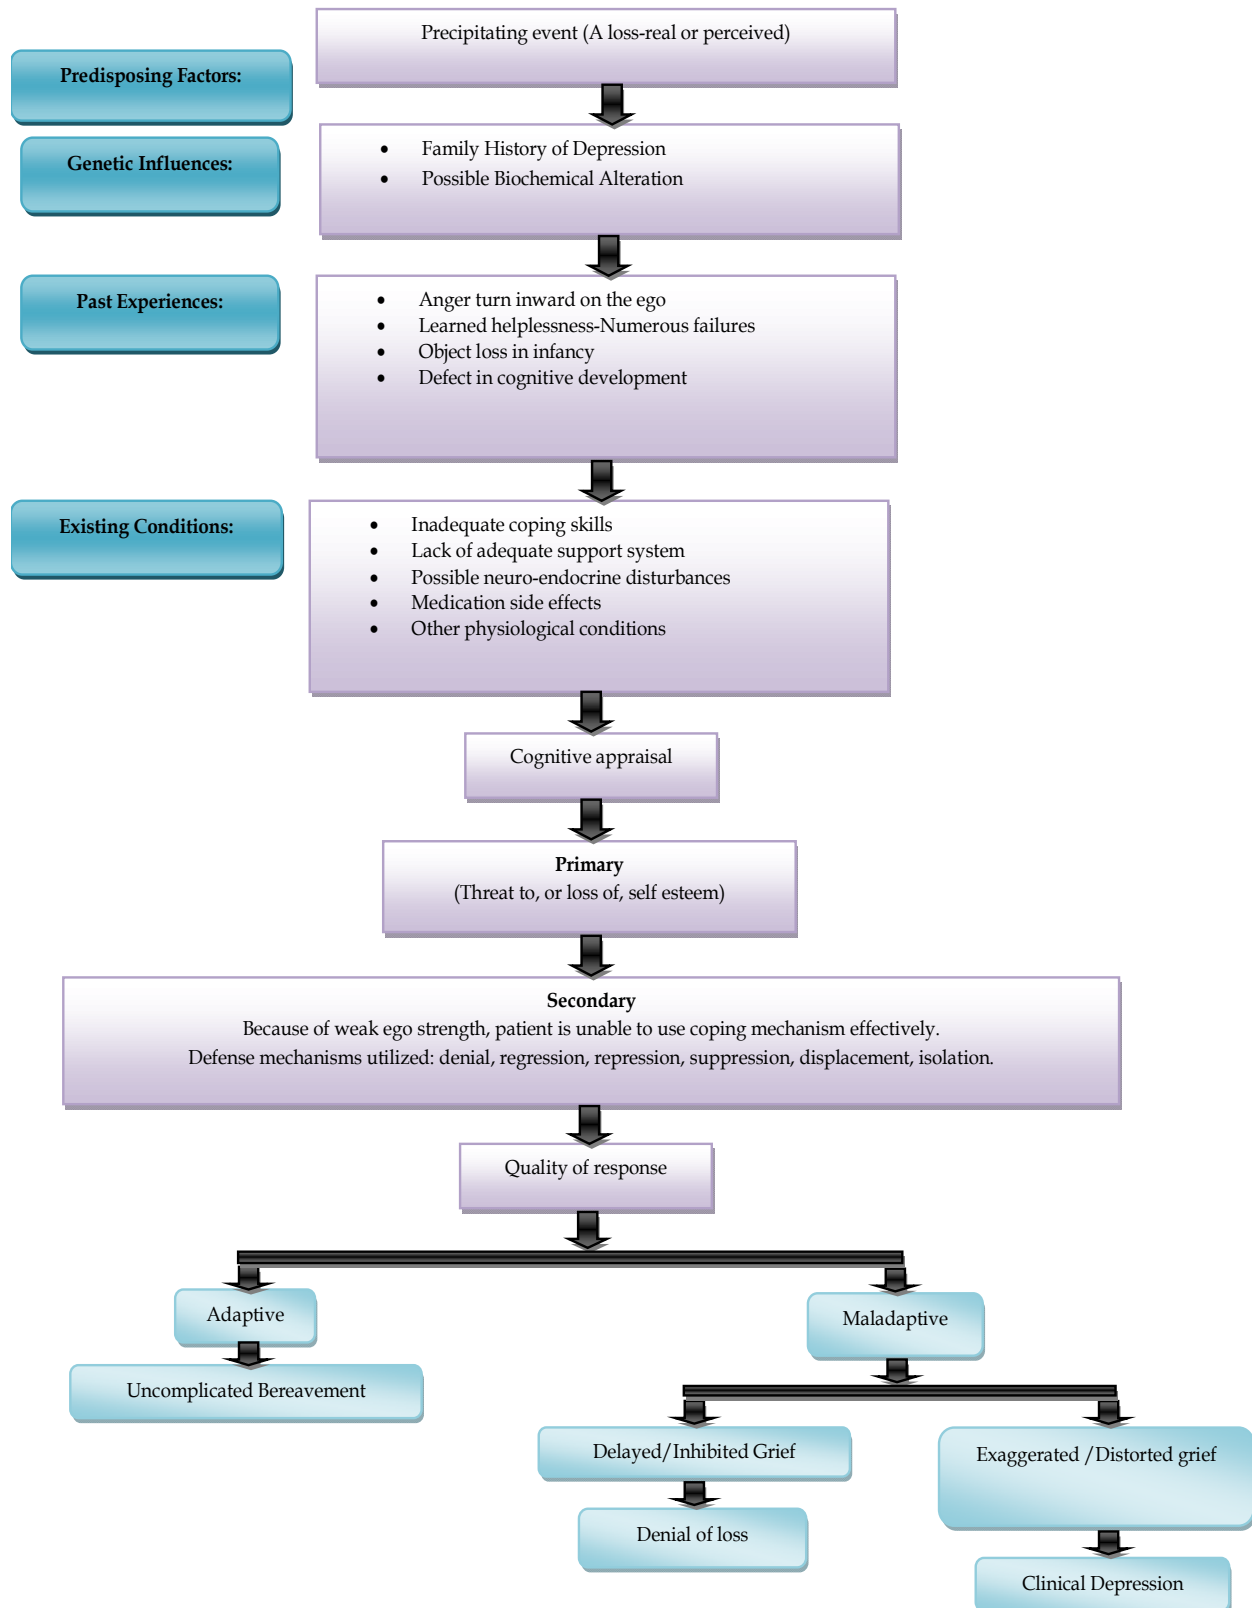 Precipitating event (A loss-real or perceived)
Predisposing Factors:
Genetic Influences:
• Family History of Depression
• Possible Biochemical Alteration
Past Experiences:
• Anger turn inward on the ego
• Learned helplessness-Numerous failures
• Object loss in infancy
• Defect in cognitive development
Existing Conditions:
• Inadequate coping skills
• Lack of adequate support system
• Possible neuro-endocrine disturbances
• Medication side effects
• Other physiological conditions
Cognitive appraisal
Primary
(Threat to, or loss of, self esteem)
Secondary
Because of weak ego strength, patient is unable to use coping mechanism effectively.
Defense mechanisms utilized: denial, regression, repression, suppression, displacement, isolation.
Quality of response
Adaptive
Maladaptive
Uncomplicated Bereavement
Delayed/Inhibited Grief
Exaggerated /Distorted grief
Denial of loss
Clinical Depression